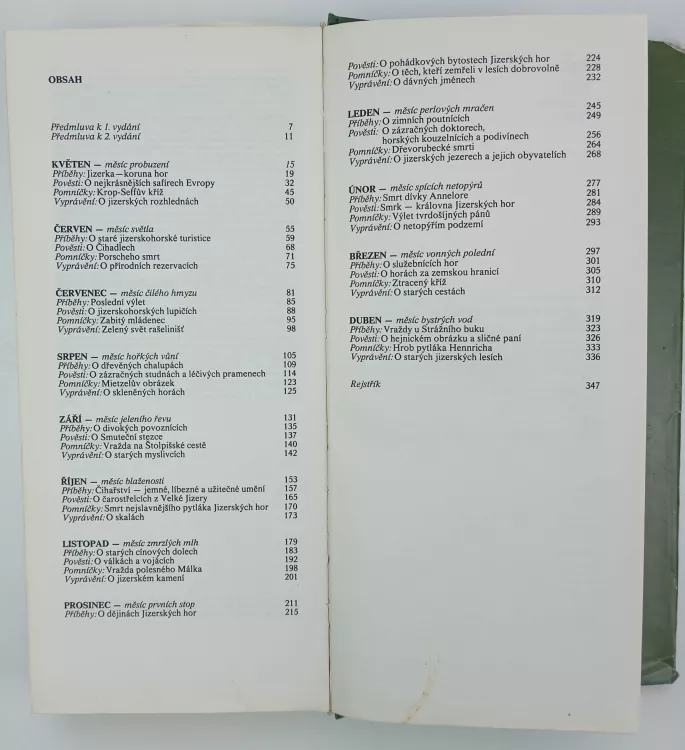 OBSAH
Předmluva k 1. vydání 7
Předmluva k 2. vydání 11
KVĚTEN — měsíc probuzení 15
Příběhy: Jizerka — koruna hor 19
Pověsti: O nejkrásnějších safírech Evropy 32
Pomníčky: Krop-Seffův kříž 45
Vyprávění: O jizerských rozhlednách 50
ČERVEN — měsíc světla 55
Příběhy: O staré jizerskohorské turistice 59
Pověsti: O Čihadlech 68
Pomníčky: Porscheho smrt 71
Vyprávění: O přírodních rezervacích 75
ČERVENEC — měsíc čilého hmyzu 81
Příběhy: Poslední výlet 85
Pověsti: O jizerskohorských lupičích 88
Pomníčky: Zabitý mládenec 95
Vyprávění: Zelený svět rašelinišť 98
SRPEN — měsíc hořkých vůní 105
Příběhy: O dřevěných chalupách 109
Pověsti: O zázračných studnách a léčivých pramenech 114
Pomníčky: Mietzelův obrázek 123
Vyprávění: O skleněných horách 125
ZÁŘÍ — měsíc jeleního řevu 131
Příběhy: O divokých povoznících 135
Pověsti: O Smuteční stezce 137
Pomníčky: Vražda na Štolpišské cestě 140
Vyprávění: O starých myslivcích 142
ŘÍJEN — měsíc blaženosti 153
Příběhy: Čihařství — jemné, líbezné a užitečné umění 157
Pověsti: O čarostřelcích z Velké Jizery 165
Pomníčky: Smrt nejslavnějšího pytláka Jizerských hor 170
Vyprávění: O skalách 173
LISTOPAD — měsíc zmrzlých mlh 179
Příběhy: O starých cínových dolech 183
Pověsti: O válkách a vojácích 192
Pomníčky: Vražda polesného Málka 198
Vyprávění: O jizerském kamení 201
PROSINEC — měsíc prvních stop 211
Příběhy: O dějinách Jizerských hor 215
Pověsti: O pohádkových bytostech Jizerských hor 224
Pomníčky: O těch, kteří zemřeli v lesích dobrovolně 228
Vyprávění: O dávných jménech 232
LEDEN — měsíc perlových mračen 245
Příběhy: O zimních poutnících 249
Pověsti: O zázračných doktorech,
horských kouzelnících a podivínech 256
Pomníčky: Dřevorubecké smrti 264
Vyprávění: O jizerských jezerech a jejich obyvatelích 268
ÚNOR — měsíc spících netopýrů 277
Příběhy: Smrt dívky Annelore 281
Pověsti: Smrk — královna Jizerských hor 284
Pomníčky: Výlet tvrdošíjných pánů 289
Vyprávění: O netopýřím podzemí 293
BŘEZEN — měsíc vonných polední 297
Příběhy: O služebnících hor 301
Pověsti: O horách za zemskou hranicí 305
Pomníčky: Ztracený kříž 310
Vyprávění: O starých cestách 312
DUBEN — měsíc bystrých vod 319
Příběhy: Vraždy u Strážního buku 323
Pověsti: O hejnickém obrázku a sličné paní 326
Pomníčky: Hrob pytláka Hennricha 333
Vyprávění: O starých jizerských lesích 336
Rejstřík 347